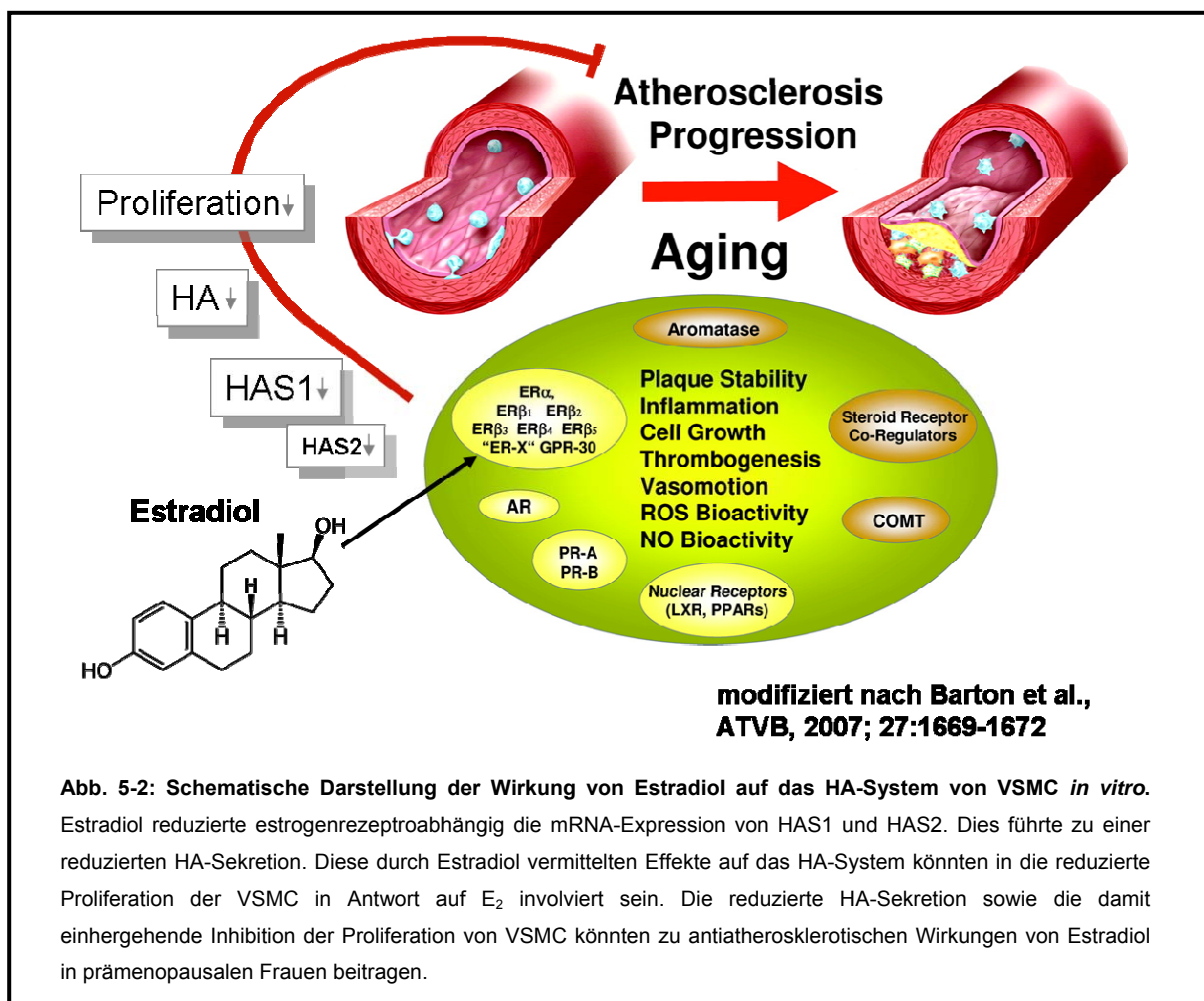 Atherosclerosis
Progression
Aging
Proliferation↓
HA↓
HAS1↓
HAS2↓
Estradiol
OH
H
H
H
HO
Aromatase
ERα,
ERβ1 ERβ2
ERβ3 ERβ4 ERβ5
"ER-X" GPR-30
AR
PR-A
PR-B
Nuclear Receptors
(LXR, PPARs)
Plaque Stability
Inflammation
Cell Growth
Thrombogenesis
Vasomotion
ROS Bioactivity
NO Bioactivity
Steroid Receptor
Co-Regulators
COMT
modifiziert nach Barton et al.,
ATVB, 2007; 27:1669-1672
Abb. 5-2: Schematische Darstellung der Wirkung von Estradiol auf das HA-System von VSMC in vitro.
Estradiol reduzierte estrogenrezeptroabhängig die mRNA-Expression von HAS1 und HAS2. Dies führte zu einer
reduzierten HA-Sekretion. Diese durch Estradiol vermittelten Effekte auf das HA-System könnten in die reduzierte
Proliferation der VSMC in Antwort auf E2 involviert sein. Die reduzierte HA-Sekretion sowie die damit
einhergehende Inhibition der Proliferation von VSMC könnten zu antiatherosklerotischen Wirkungen von Estradiol
in prämenopausalen Frauen beitragen.